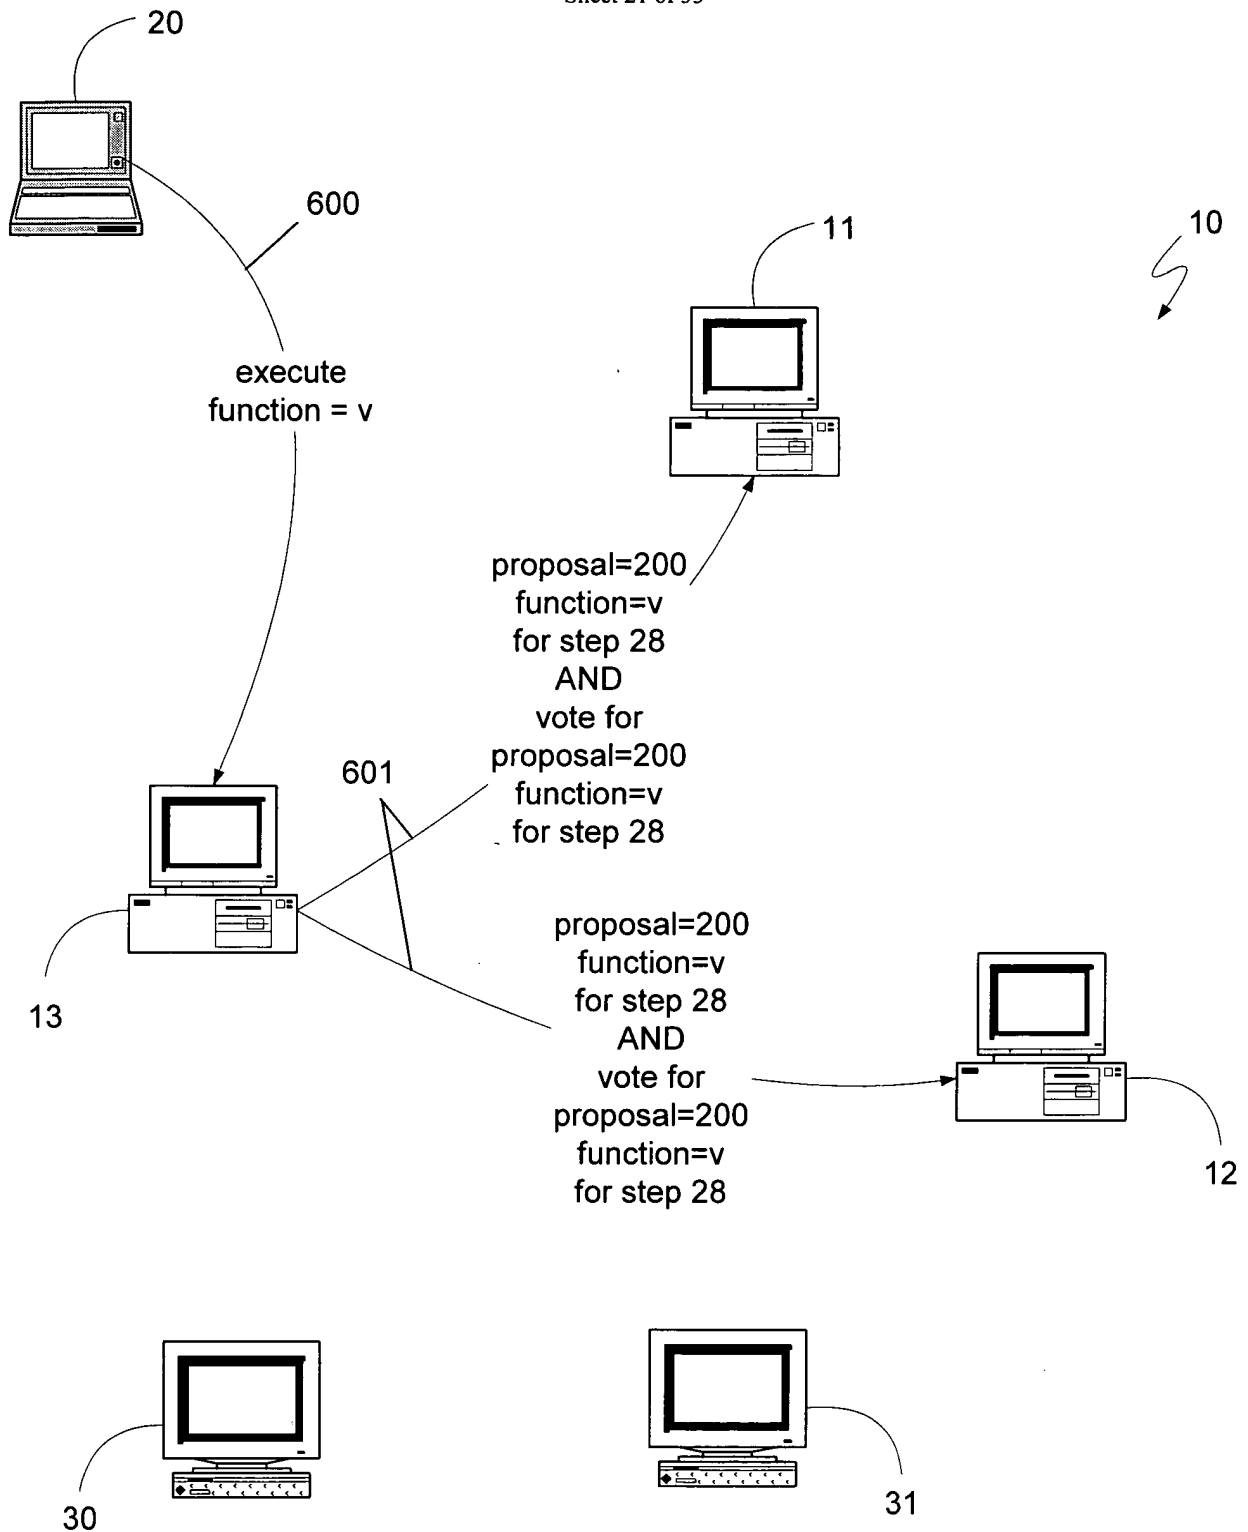 20
600
11
10
execute
function = v
proposal=200
function=v
for step 28
AND
vote for
proposal=200
function=v
for step 28
601
13
proposal=200
function=v
for step 28
AND
vote for
proposal=200
function=v
for step 28
12
30
31